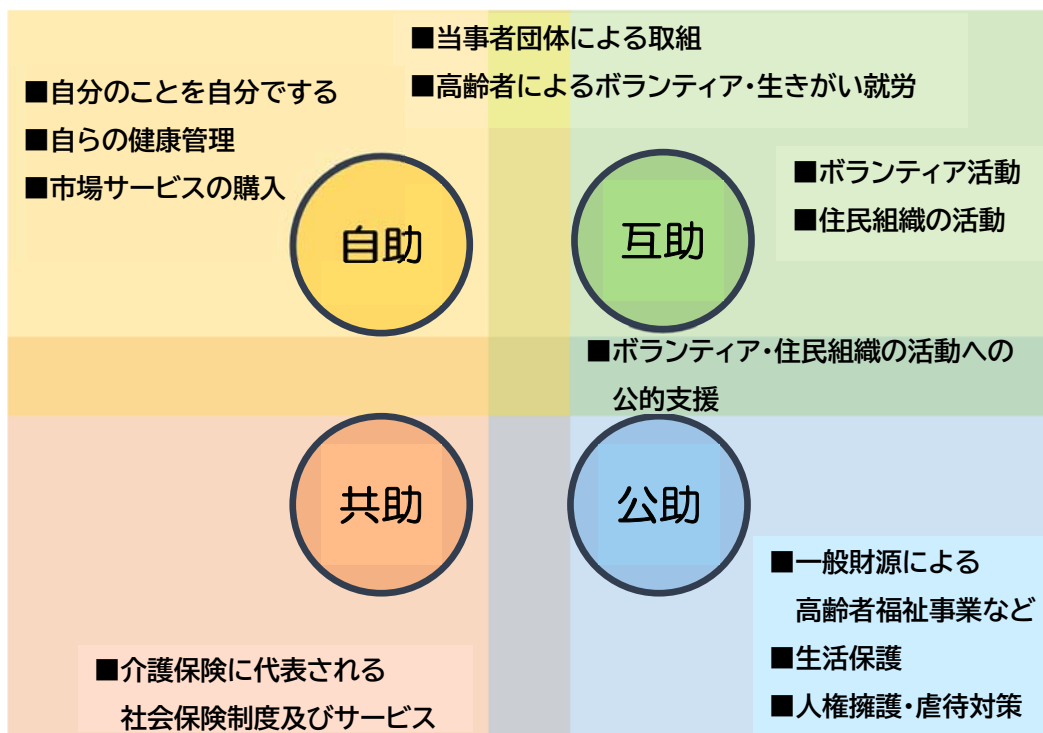 ■当事者団体による取組
■高齢者によるボランティア・生きがい就労
■自分のことを自分でする
■自らの健康管理
■市場サービスの購入
■ボランティア活動
■住民組織の活動
自助
互助
■ボランティア・住民組織の活動への
公的支援
共助
公助
■一般財源による
高齢者福祉事業など
■生活保護
■人権擁護・虐待対策
■介護保険に代表される
社会保険制度及びサービス